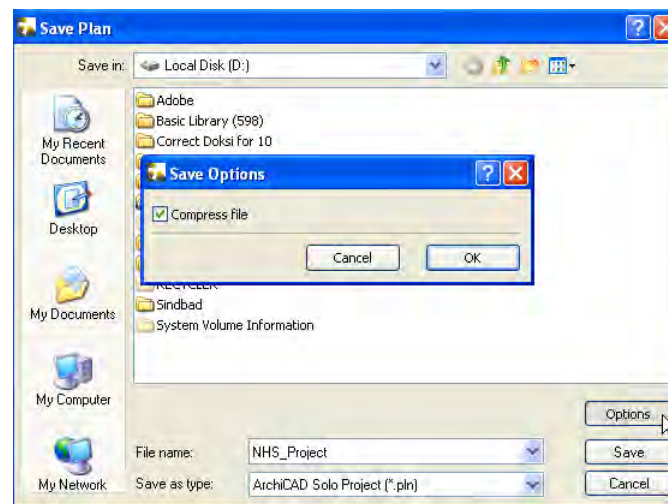 Save Plan
Save in:
Local Disk (D:)
Adobe
Basic Library (598)
Correct Doksi for 10
My Recent
Documents
Save Options
Compress file
Cancel
OK
Desktop
RECYCLER
Sindbad
System Volume Information
My Documents
My Computer
Options
File name:
NHS_Project
Save
My Network
Save as type:
ArchiCAD Solo Project (*.pln)
Cancel